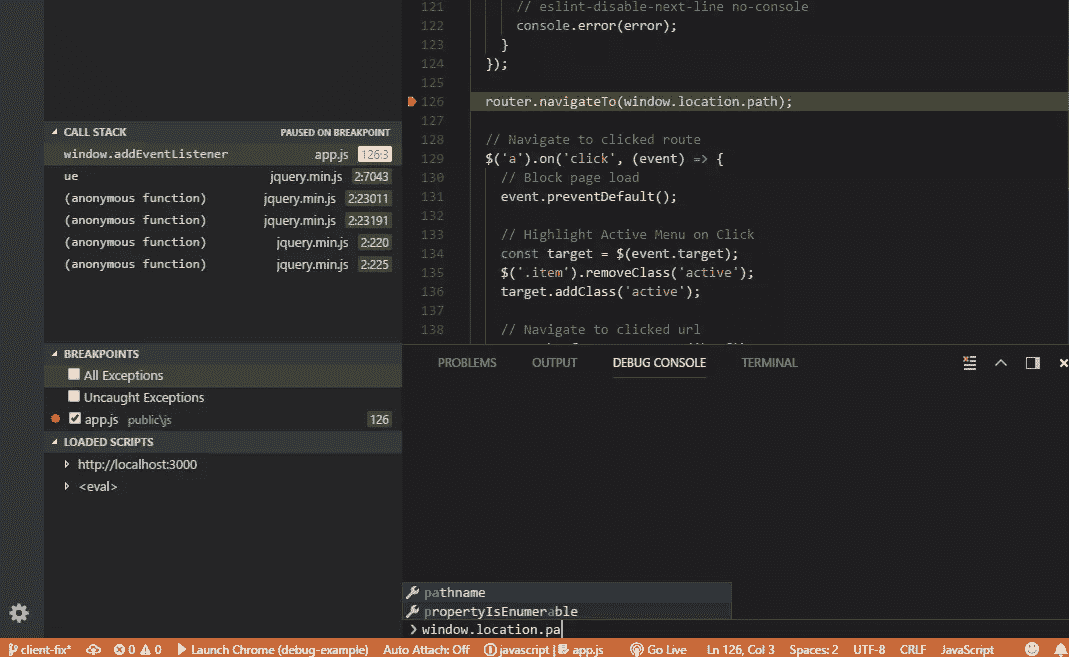 CALL STACK PAUSED ON BREAKPOINT
window.addEventListener app.js 126:3
ue jquery.min.js 2:7043
(anonymous function) jquery.min.js 2:23011
(anonymous function) jquery.min.js 2:23191
(anonymous function) jquery.min.js 2:220
(anonymous function) jquery.min.js 2:225
BREAKPOINTS
All Exceptions
Uncaught Exceptions
app.js public\js 126
LOADED SCRIPTS
http://localhost:3000
<eval>
121 // eslint-disable-next-line no-console
122 console.error(error);
123 }
124 });
125
126 router.navigateTo(window.location.path);
127
128 // Navigate to clicked route
129 $('a').on('click', (event) => {
130 // Block page load
131 event.preventDefault();
132
133 // Highlight Active Menu on Click
134 const target = $(event.target);
135 $('.item').removeClass('active');
136 target.addClass('active');
137
138 // Navigate to clicked url
PROBLEMS OUTPUT DEBUG CONSOLE TERMINAL
pathname
propertyIsEnumerable
window.location.pa
client-fix* 0 0 Launch Chrome (debug-example) Auto Attach: Off javascript | app.js Go Live Ln 126, Col 3 Spaces: 2 UTF-8 CRLF JavaScript